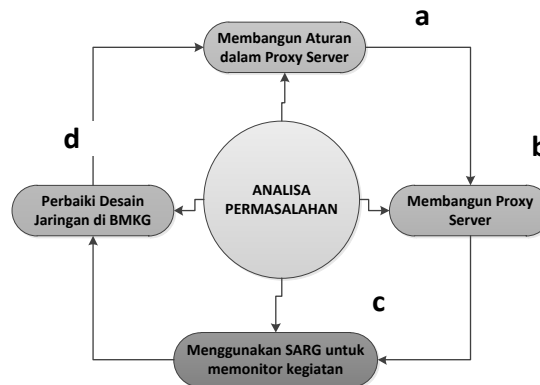 a
Membangun Aturan
dalam Proxy Server
d
b
Perbaiki Desain
Jaringan di BMKG
ANALISA
PERMASALAHAN
Membangun Proxy
Server
c
Menggunakan SARG untuk
memonitor kegiatan